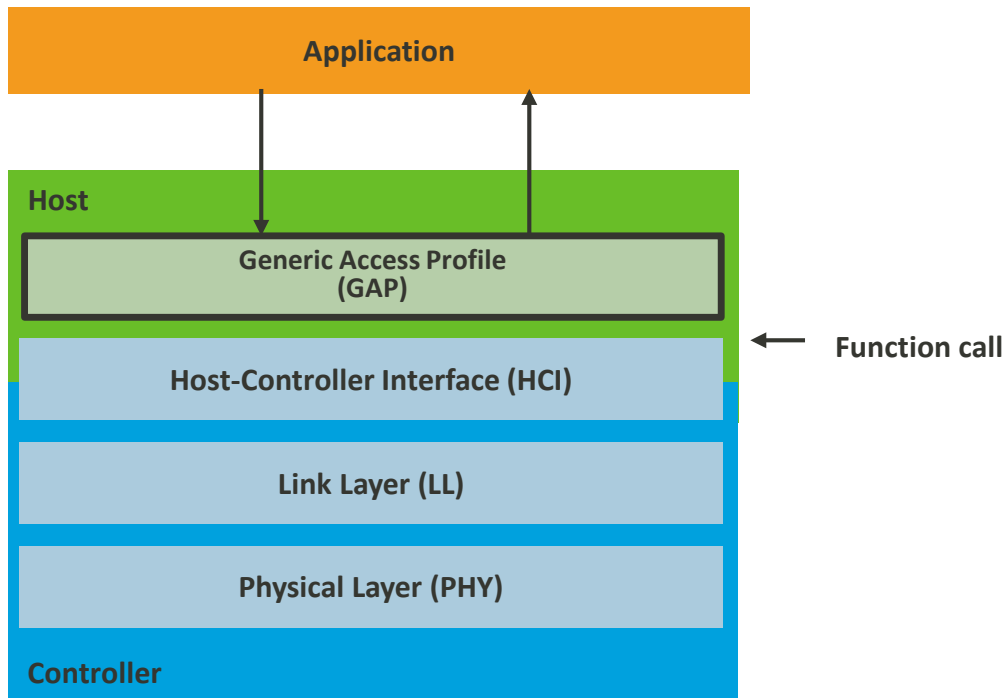 Application
Host
Generic Access Profile
(GAP)
Function call
Host-Controller Interface (HCI)
Link Layer (LL)
Physical Layer (PHY)
Controller